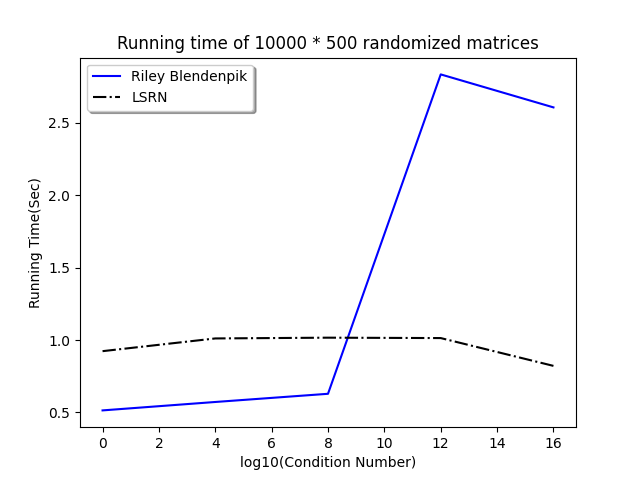 Running time of 10000 * 500 randomized matrices
Riley Blendenpik
LSRN
Running Time(Sec)
2.5
2.0
1.5
1.0
0.5
0 2 4 6 8 10 12 14 16
log10(Condition Number)